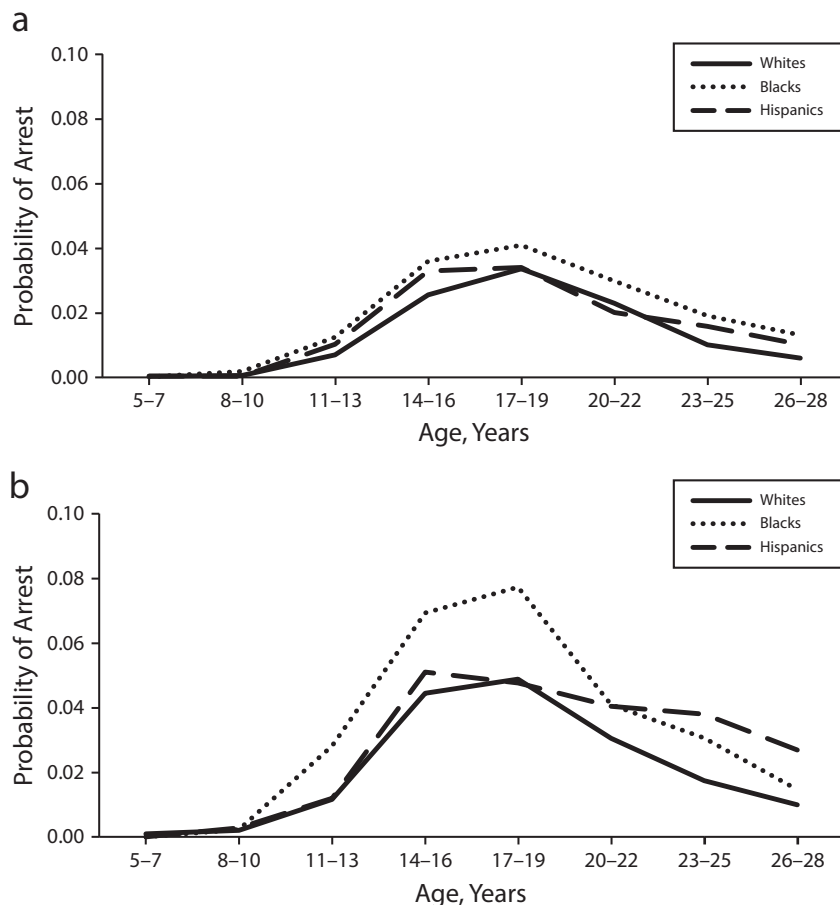 a
0.10
0.08
0.06
0.04
0.02
0.00
Probability of Arrest
Whites
Blacks
Hispanics
5–7 8–10 11–13 14–16 17–19 20–22 23–25 26–28
Age, Years
b
0.10
0.08
0.06
0.04
0.02
0.00
Probability of Arrest
Whites
Blacks
Hispanics
5–7 8–10 11–13 14–16 17–19 20–22 23–25 26–28
Age, Years